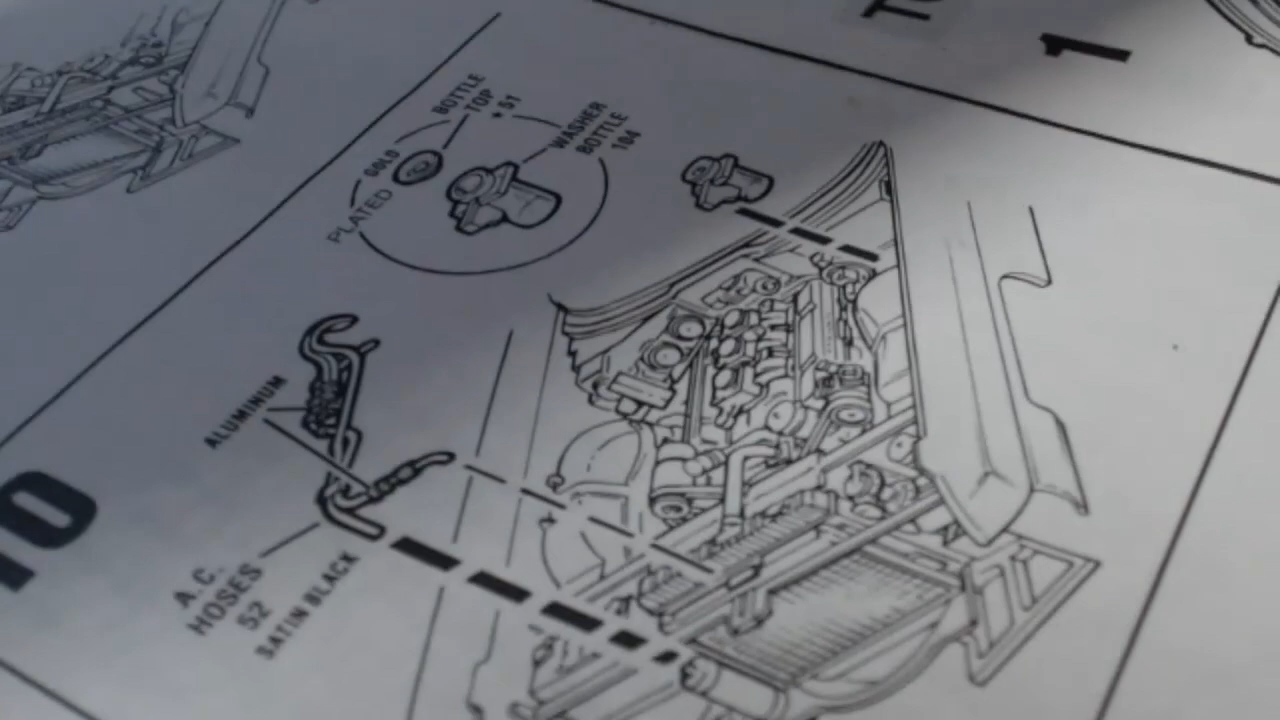 1
BOTTLE
TOP
* 51
GOLD
PLATED
WASHER
BOTTLE
104
ALUMINUM
10
A.C.
HOSES
52
SATIN BLACK